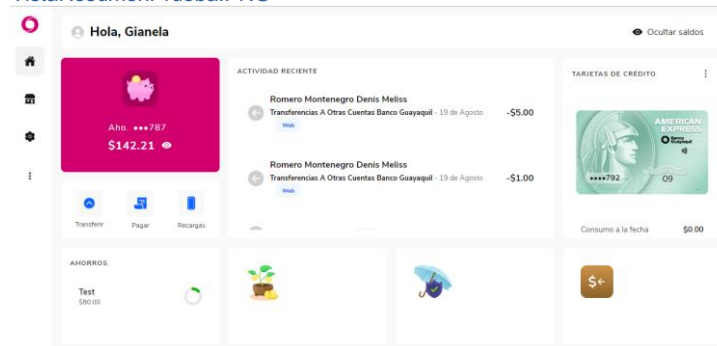 Hola, Gianela
Ocultar saldos
Aho. •••787
$142.21
Transferir
Pagar
Recargas
ACTIVIDAD RECIENTE
Romero Montenegro Denis Meliss
Transferencias A Otras Cuentas Banco Guayaquil - 19 de Agosto
-$5.00
Web
Romero Montenegro Denis Meliss
Transferencias A Otras Cuentas Banco Guayaquil - 19 de Agosto
-$1.00
Web
TARJETAS DE CRÉDITO
AMERICAN
EXPRESS
Banco
Guayaquil
••••792
09
Consumo a la fecha
$0.00
AHORROS
Test
$80.00
$